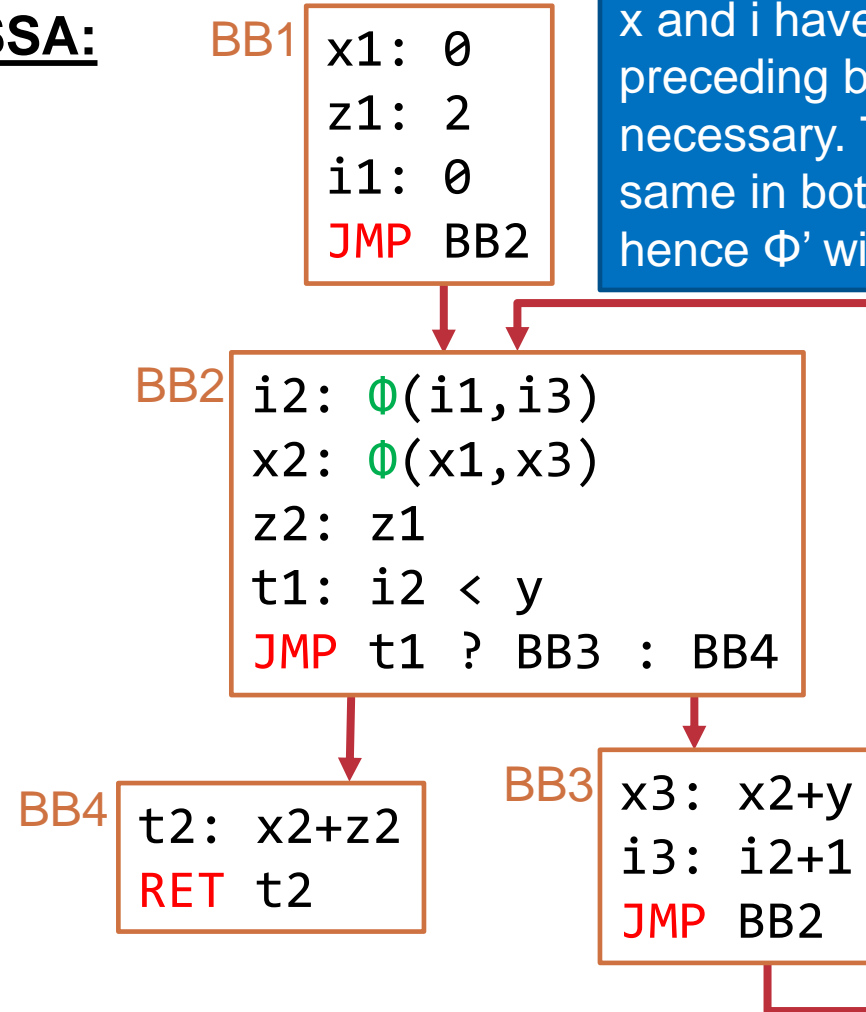 SSA:
BB1
x1: 0
z1: 2
i1: 0
JMP BB2
x and i have
preceding
necessary.
same in
hence Φ’
BB2
i2: Φ(i1,i3)
x2: Φ(x1,x3)
z2: z1
t1: i2 < y
JMP t1 ? BB3 : BB4
BB4
t2: x2+z2
RET t2
BB3
x3: x2+y
i3: i2+1
JMP BB2